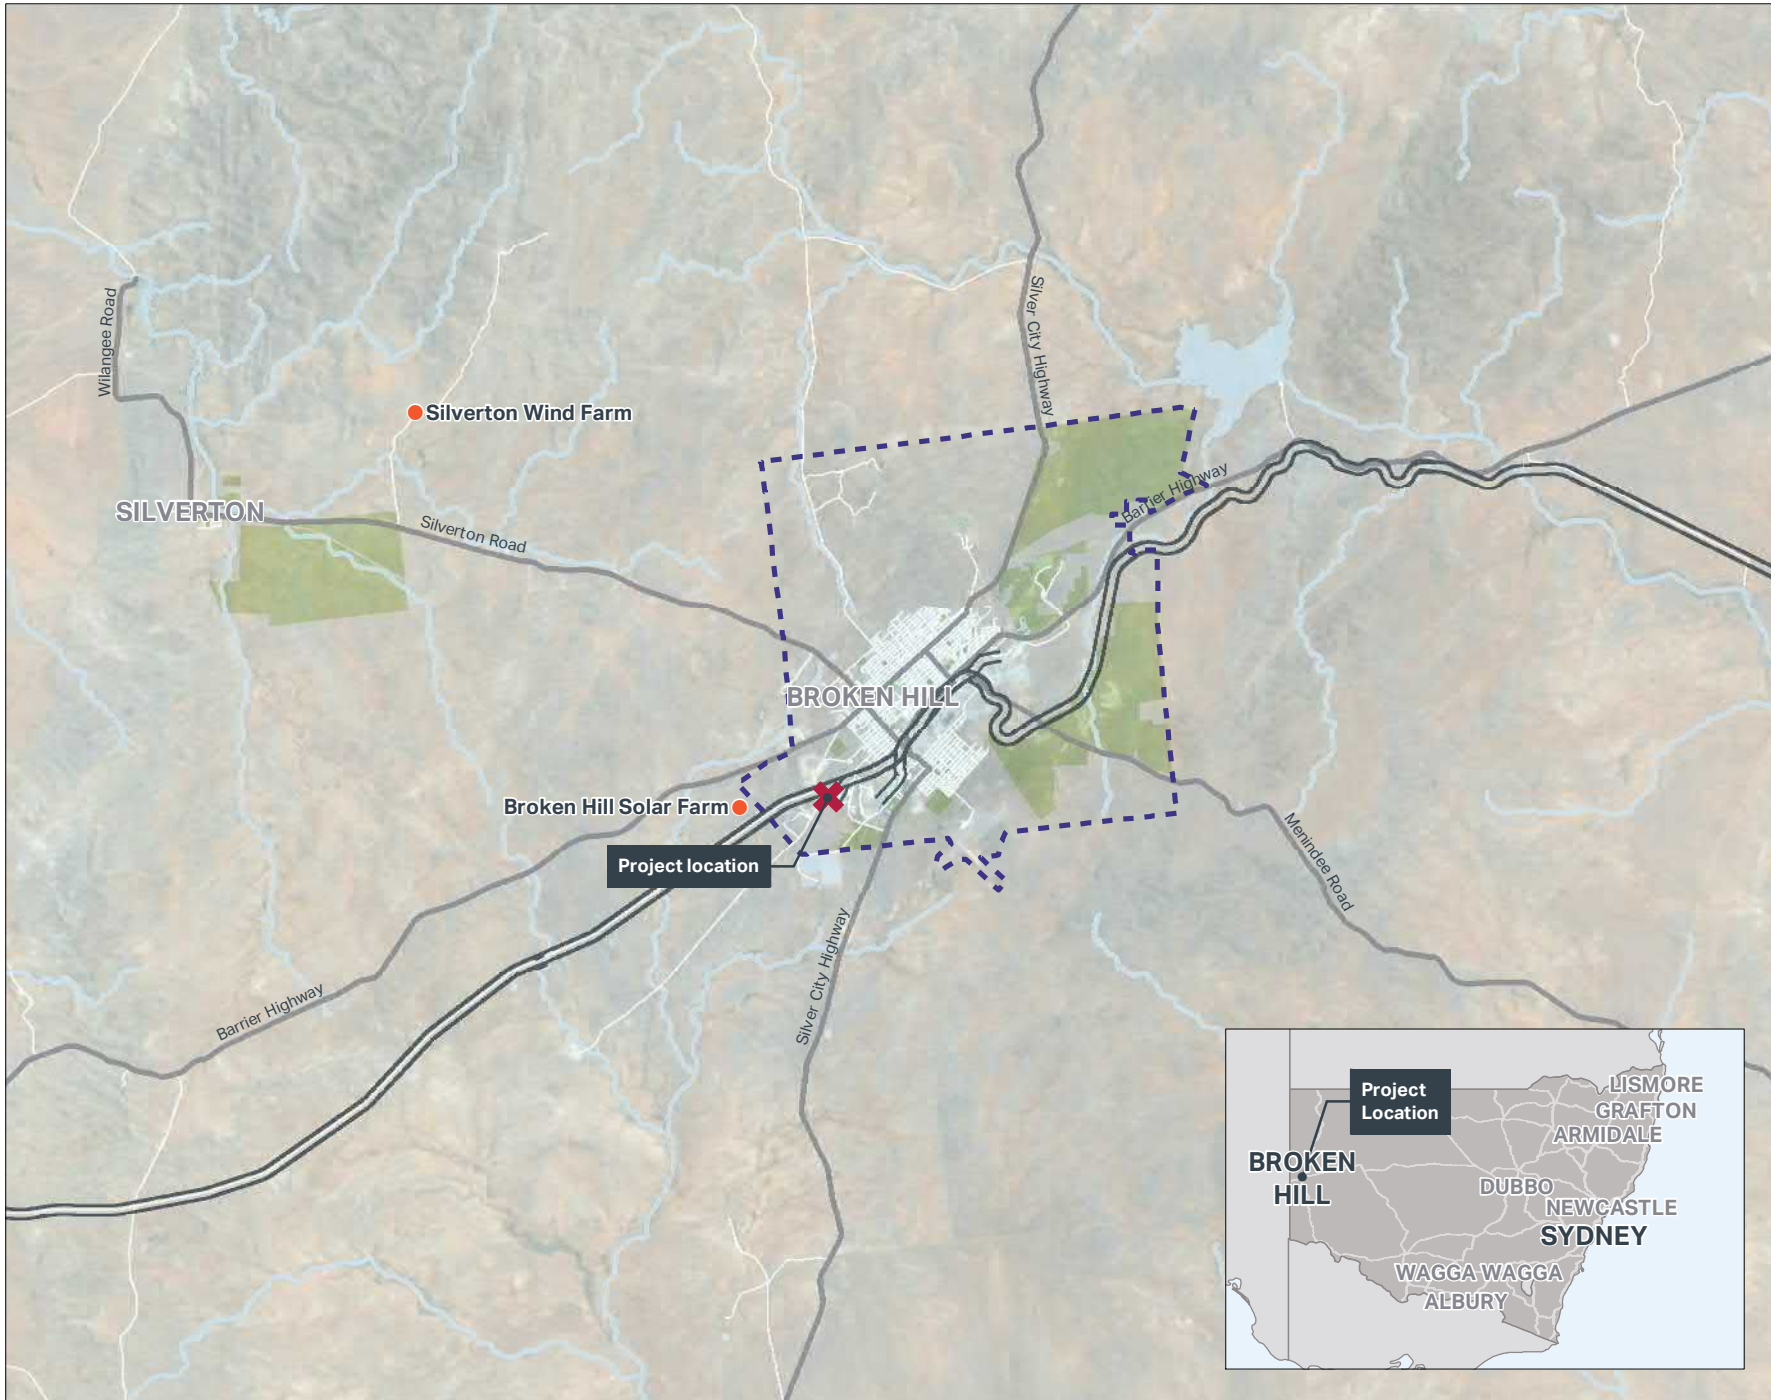 Silver City Highway
Wilangee Road
Silverton Wind Farm
Barrier Highway
SILVERTON
Silverton Road
BROKEN HILL
Broken Hill Solar Farm
Project location
Menindee Road
Silver City Highway
Barrier Highway
Project
Location
LISMORE
GRAFTON
ARMIDALE
BROKEN
HILL
DUBBO
NEWCASTLE
SYDNEY
WAGGA WAGGA
ALBURY